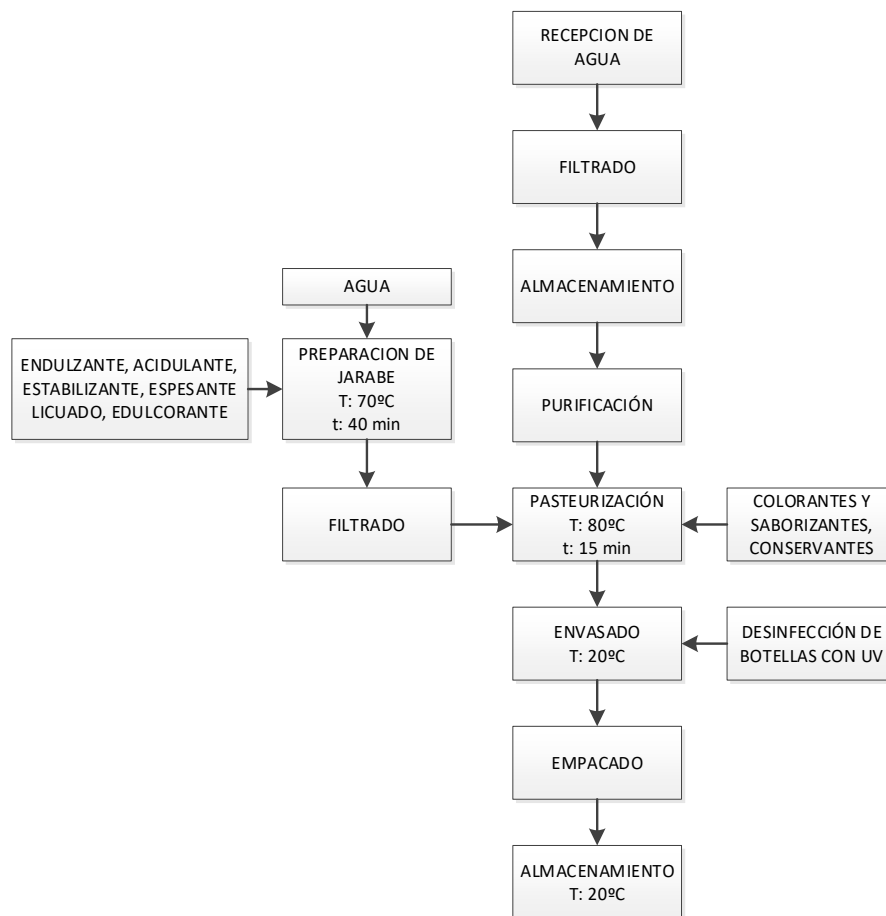 RECEPCION DE
AGUA
FILTRADO
ALMACENAMIENTO
AGUA
ENDULZANTE, ACIDULANTE,
ESTABILIZANTE, ESPESANTE
LICUADO, EDULCORANTE
PREPARACION DE
JARABE
T: 70ºC
t: 40 min
PURIFICACIÓN
FILTRADO
PASTEURIZACIÓN
T: 80ºC
t: 15 min
COLORANTES Y
SABORIZANTES,
CONSERVANTES
ENVASADO
T: 20ºC
DESINFECCIÓN DE
BOTELLAS CON UV
EMPACADO
ALMACENAMIENTO
T: 20ºC